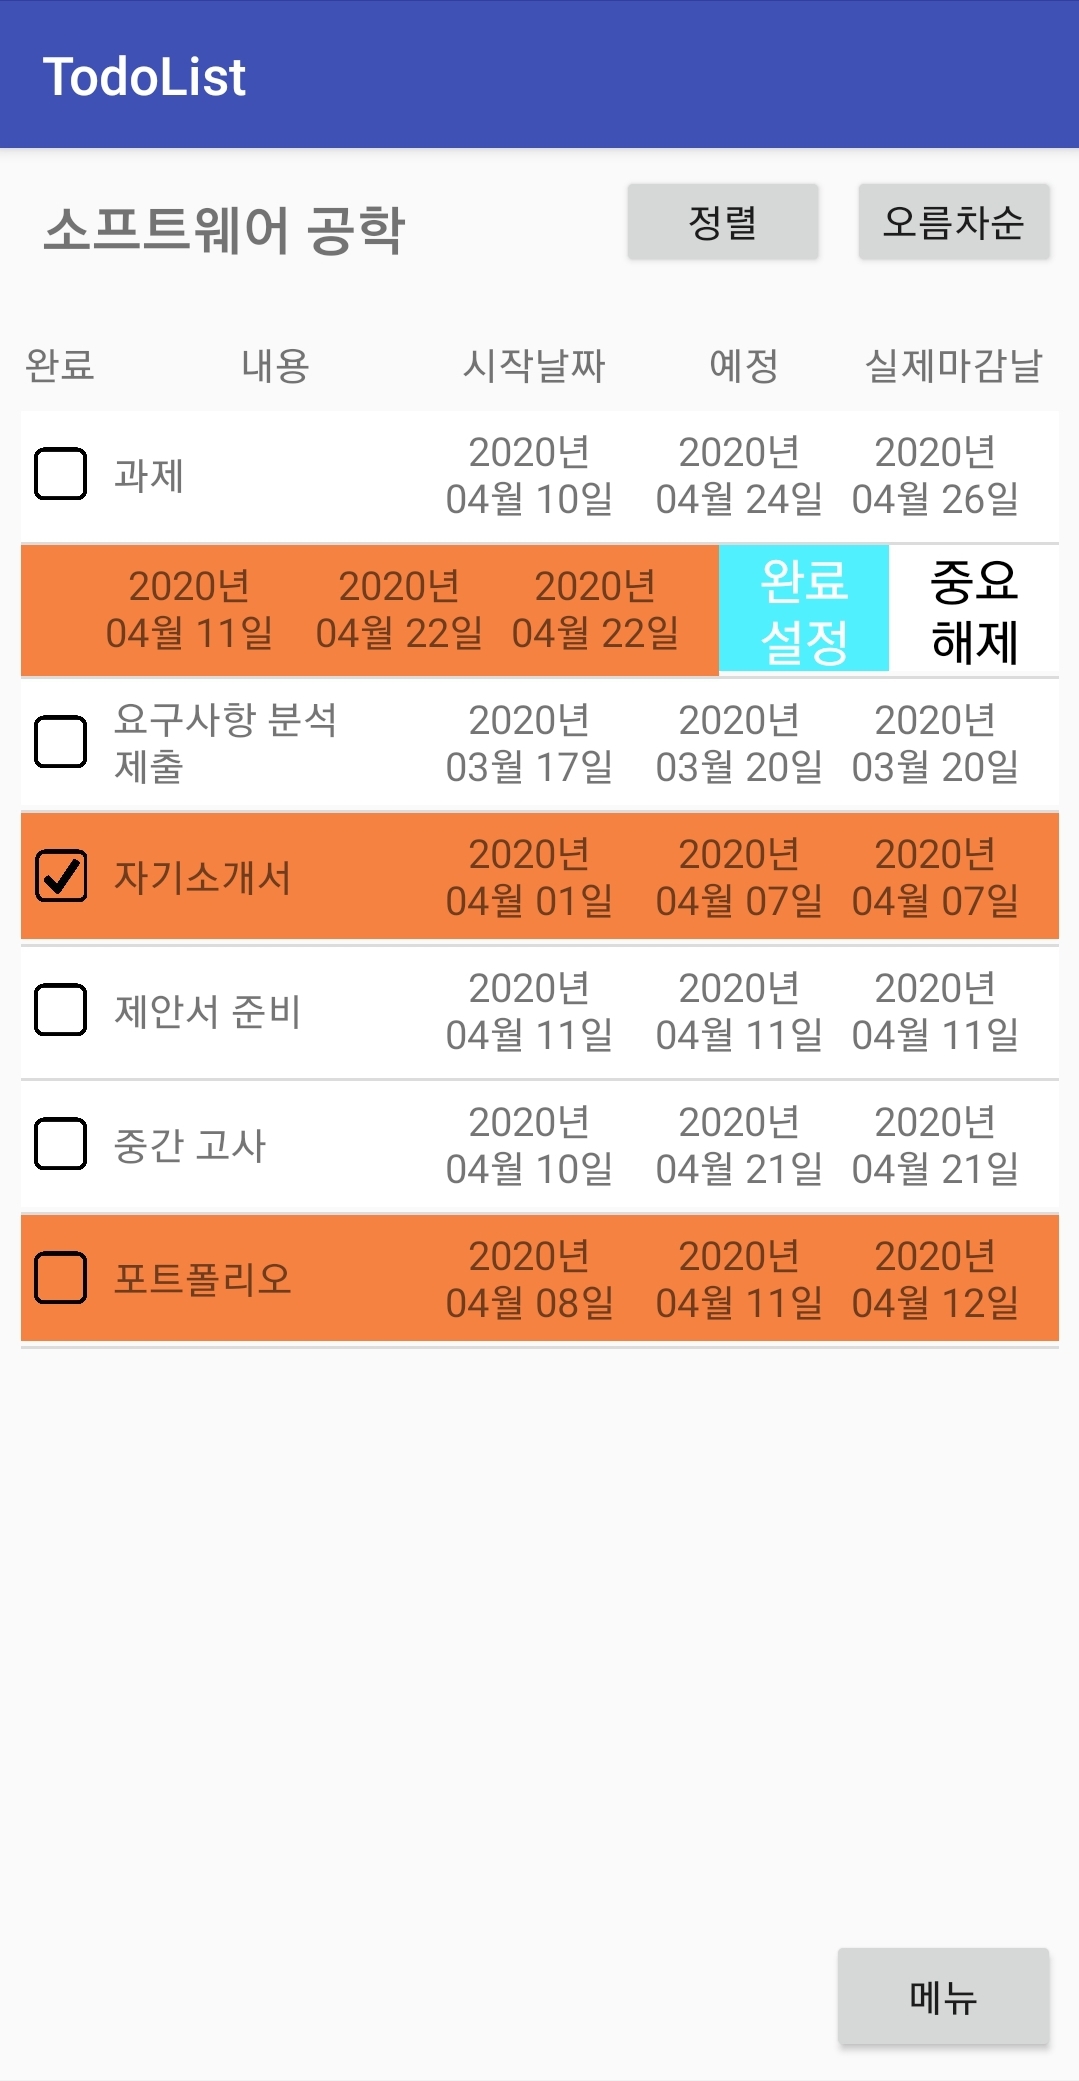 TodoList
소프트웨어 공학
정렬
오름차순
완료 내용 시작날짜 예정 실제마감날
과제
2020년 2020년 2020년
04월 10일 04월 24일 04월 26일
2020년 2020년 2020년
04월 11일 04월 22일 04월 22일
완료
설정
중요
해제
요구사항 분석
제출
2020년 2020년 2020년
03월 17일 03월 20일 03월 20일
자기소개서
2020년 2020년 2020년
04월 01일 04월 07일 04월 07일
제안서 준비
2020년 2020년 2020년
04월 11일 04월 11일 04월 11일
중간 고사
2020년 2020년 2020년
04월 10일 04월 21일 04월 21일
포트폴리오
2020년 2020년 2020년
04월 08일 04월 11일 04월 12일
메뉴